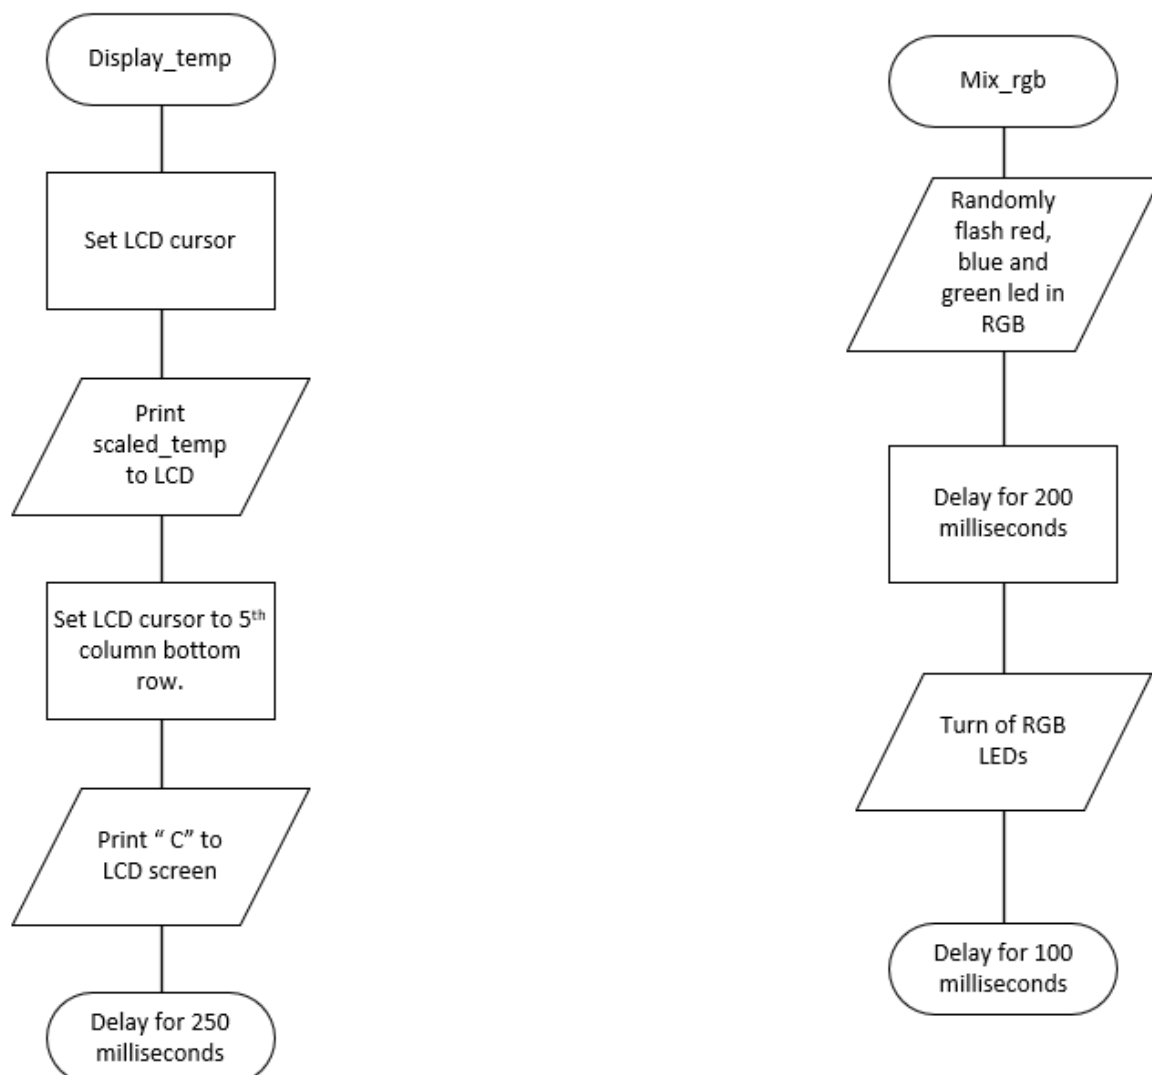 Display_temp
Set LCD cursor
Print
scaled_temp
to LCD
Set LCD cursor to 5th
column bottom
row.
Print “ C” to
LCD screen
Delay for 250
milliseconds
Mix_rgb
Randomly
flash red,
blue and
green led in
RGB
Delay for 200
milliseconds
Turn of RGB
LEDs
Delay for 100
milliseconds